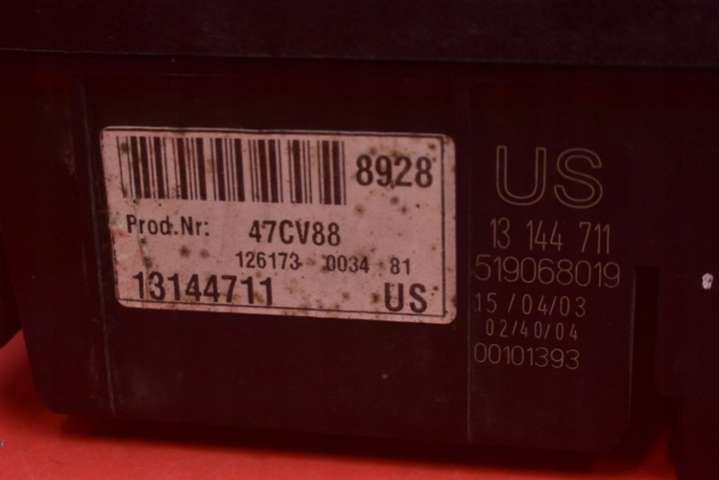 8928
Prod.Nr: 47CV88
126173 0034 81
13144711 US
US
13 144 711
519068019
15/04/03
02/40/04
00101393